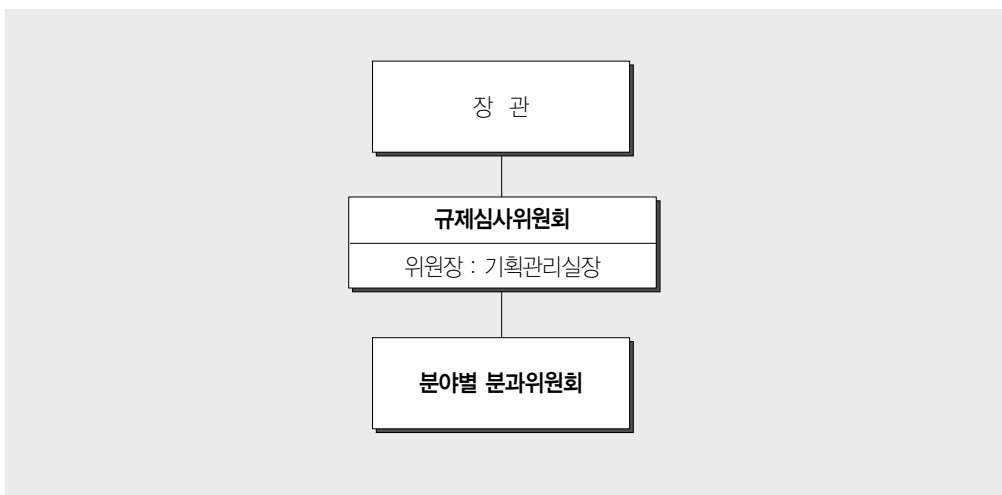 장 관
규제심사위원회
위원장 : 기획관리실장
분야별 분과위원회